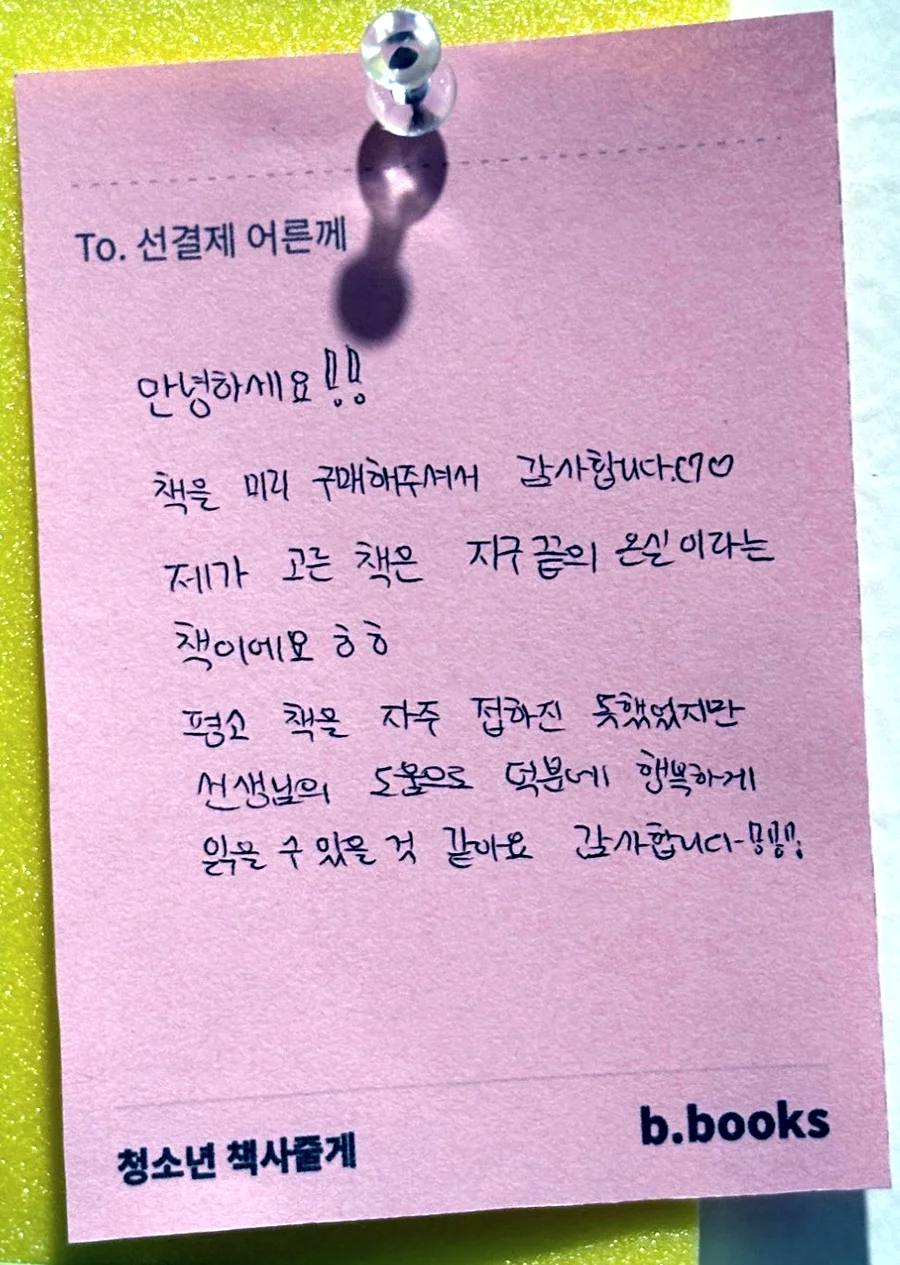 To. 선결제 어른께
안녕하세요!!
책을 미리 구매해주셔서 감사합니다.♡
제가 고른 책은 지구 끝의 온실이라는
책이에요 ㅎㅎ
평소 책을 자주 접하진 못했었지만
선생님의 도움으로 덕분에 행복하게
읽을 수 있을 것 같아요 감사합니다-!!!
청소년 책사줄게
b.books